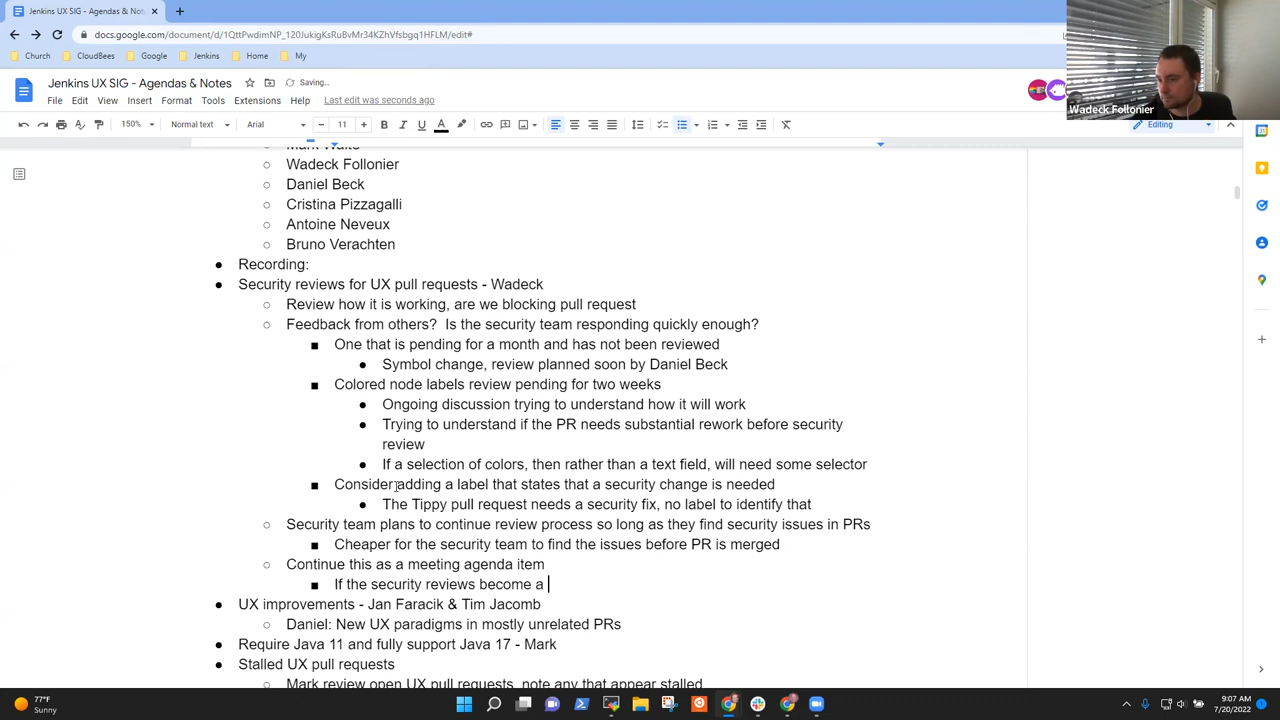 Jenkins UX SIG - Agendas & Notes
docs.google.com/document/d/1QttPwdimNP_120JukigKsRuBvMr34KZhVfsbgq1HFLM/edit#
Church CloudBees Google Jenkins Home
Jenkins UX SIG - Agendas & Notes Saving...
File Edit View Insert Format Tools Extensions Help Last edit was seconds ago
Wadeck Follonier
150% Normal text Arial 11 Editing
Wadeck Follonier
Daniel Beck
Cristina Pizzagalli
Antoine Neveux
Bruno Verachten
Recording:
Security reviews for UX pull requests - Wadeck
Review how it is working, are we blocking pull request
Feedback from others? Is the security team responding quickly enough?
One that is pending for a month and has not been reviewed
Symbol change, review planned soon by Daniel Beck
Colored node labels review pending for two weeks
Ongoing discussion trying to understand how it will work
Trying to understand if the PR needs substantial rework before security
review
If a selection of colors, then rather than a text field, will need some selector
Consider adding a label that states that a security change is needed
The Tippy pull request needs a security fix, no label to identify that
Security team plans to continue review process so long as they find security issues in PRs
Cheaper for the security team to find the issues before PR is merged
Continue this as a meeting agenda item
If the security reviews become a
UX improvements - Jan Faracik & Tim Jacomb
Daniel: New UX paradigms in mostly unrelated PRs
Require Java 11 and fully support Java 17 - Mark
Stalled UX pull requests
Mark review open UX pull requests, note any that appear stalled
77°F
Sunny
9:07 AM
7/20/2022